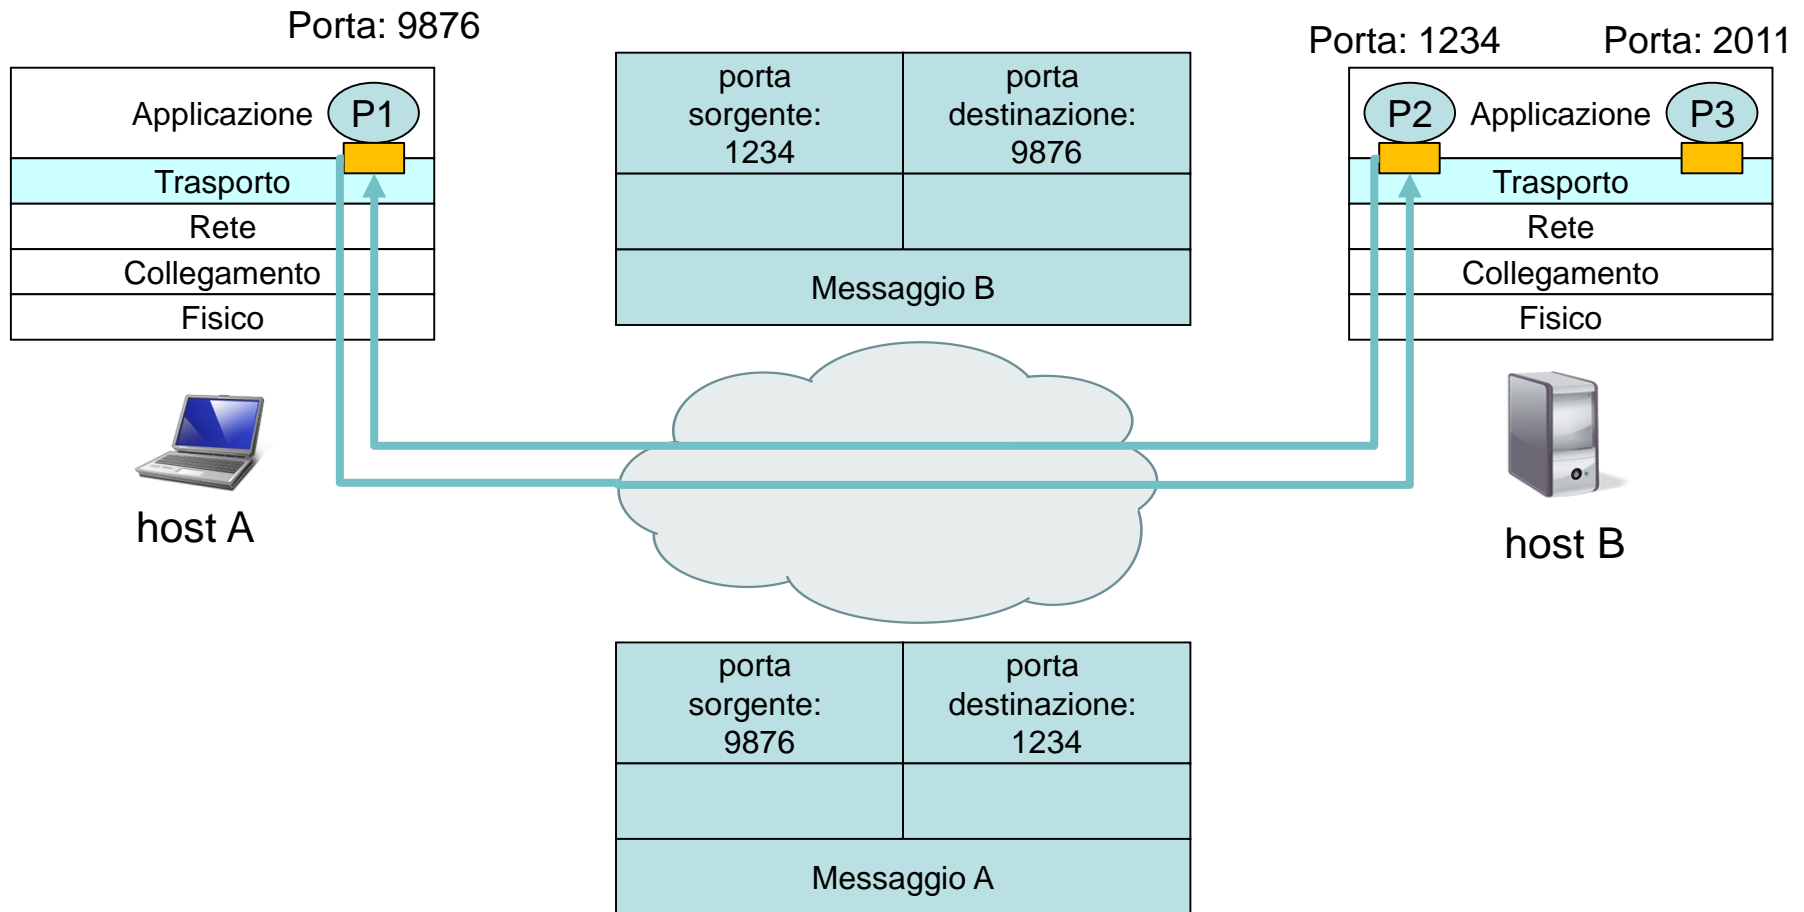 Porta: 9876
Applicazione P1
Trasporto
Rete
Collegamento
Fisico
host A
porta
sorgente:
1234
porta
destinazione:
9876
Messaggio B
Porta: 1234
Porta: 2011
P2 Applicazione P3
Trasporto
Rete
Collegamento
Fisico
host B
porta
sorgente:
9876
porta
destinazione:
1234
Messaggio A